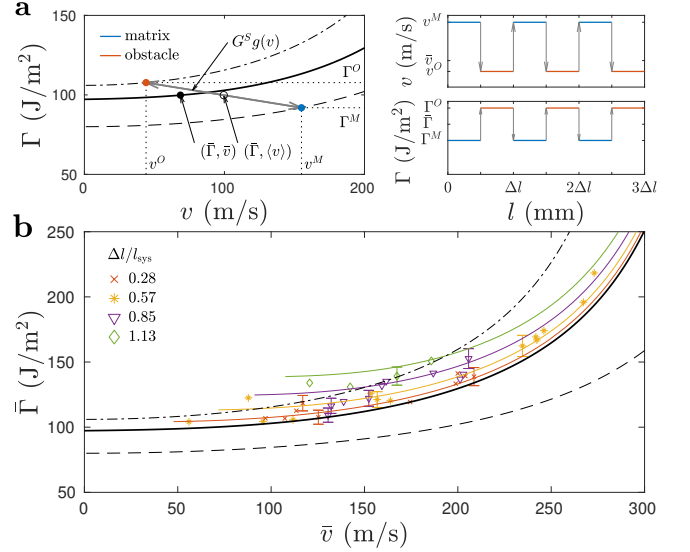 a
matrix
obstacle
G^S g(v)
Γ^O
Γ^M
(Γ̄, v̄) (Γ̄, ⟨v⟩)
v^O v^M
150
100
50
0 100 200
Γ (J/m²)
v (m/s)
v^M
v̄
v^O
v (m/s)
Γ^O
Γ̄
Γ^M
Γ (J/m²)
0 Δl 2Δl 3Δl
l (mm)
b
Δl/l_sys
0.28
0.57
0.85
1.13
250
200
150
100
50
0 50 100 150 200 250 300
Γ̄ (J/m²)
v̄ (m/s)